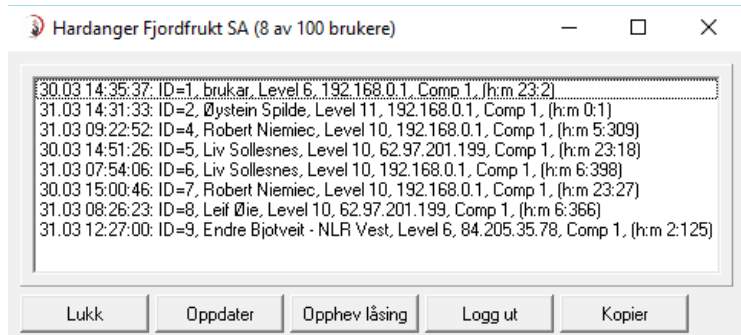 Hardanger Fjordfrukt SA (8 av 100 brukere)
30.03 14:35:37: ID=1, brukar, Level 6, 192.168.0.1, Comp 1, (h:m 23:2)
31.03 14:31:33: ID=2, Øystein Spilde, Level 11, 192.168.0.1, Comp 1, (h:m 0:1)
31.03 09:22:52: ID=4, Robert Niemiec, Level 10, 192.168.0.1, Comp 1, (h:m 5:309)
30.03 14:51:26: ID=5, Liv Sollesnes, Level 10, 62.97.201.199, Comp 1, (h:m 23:18)
31.03 07:54:06: ID=6, Liv Sollesnes, Level 10, 192.168.0.1, Comp 1, (h:m 6:398)
30.03 15:00:46: ID=7, Robert Niemiec, Level 10, 192.168.0.1, Comp 1, (h:m 23:27)
31.03 08:26:23: ID=8, Leif Øie, Level 10, 62.97.201.199, Comp 1, (h:m 6:366)
31.03 12:27:00: ID=9, Endre Bjotveit - NLR Vest, Level 6, 84.205.35.78, Comp 1, (h:m 2:125)
Lukk Oppdater Opphev låsing Logg ut Kopier